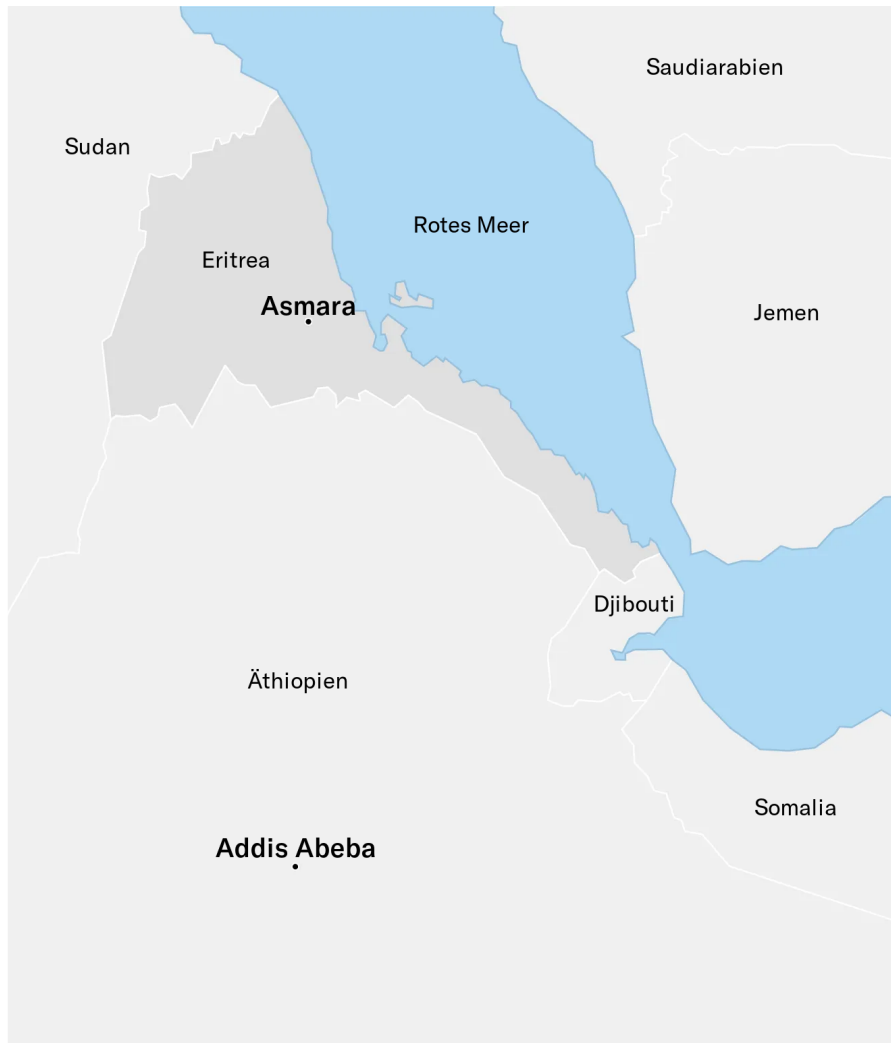 Saudiarabien
Sudan
Rotes Meer
Eritrea
Asmara
Jemen
Djibouti
Äthiopien
Somalia
Addis Abeba